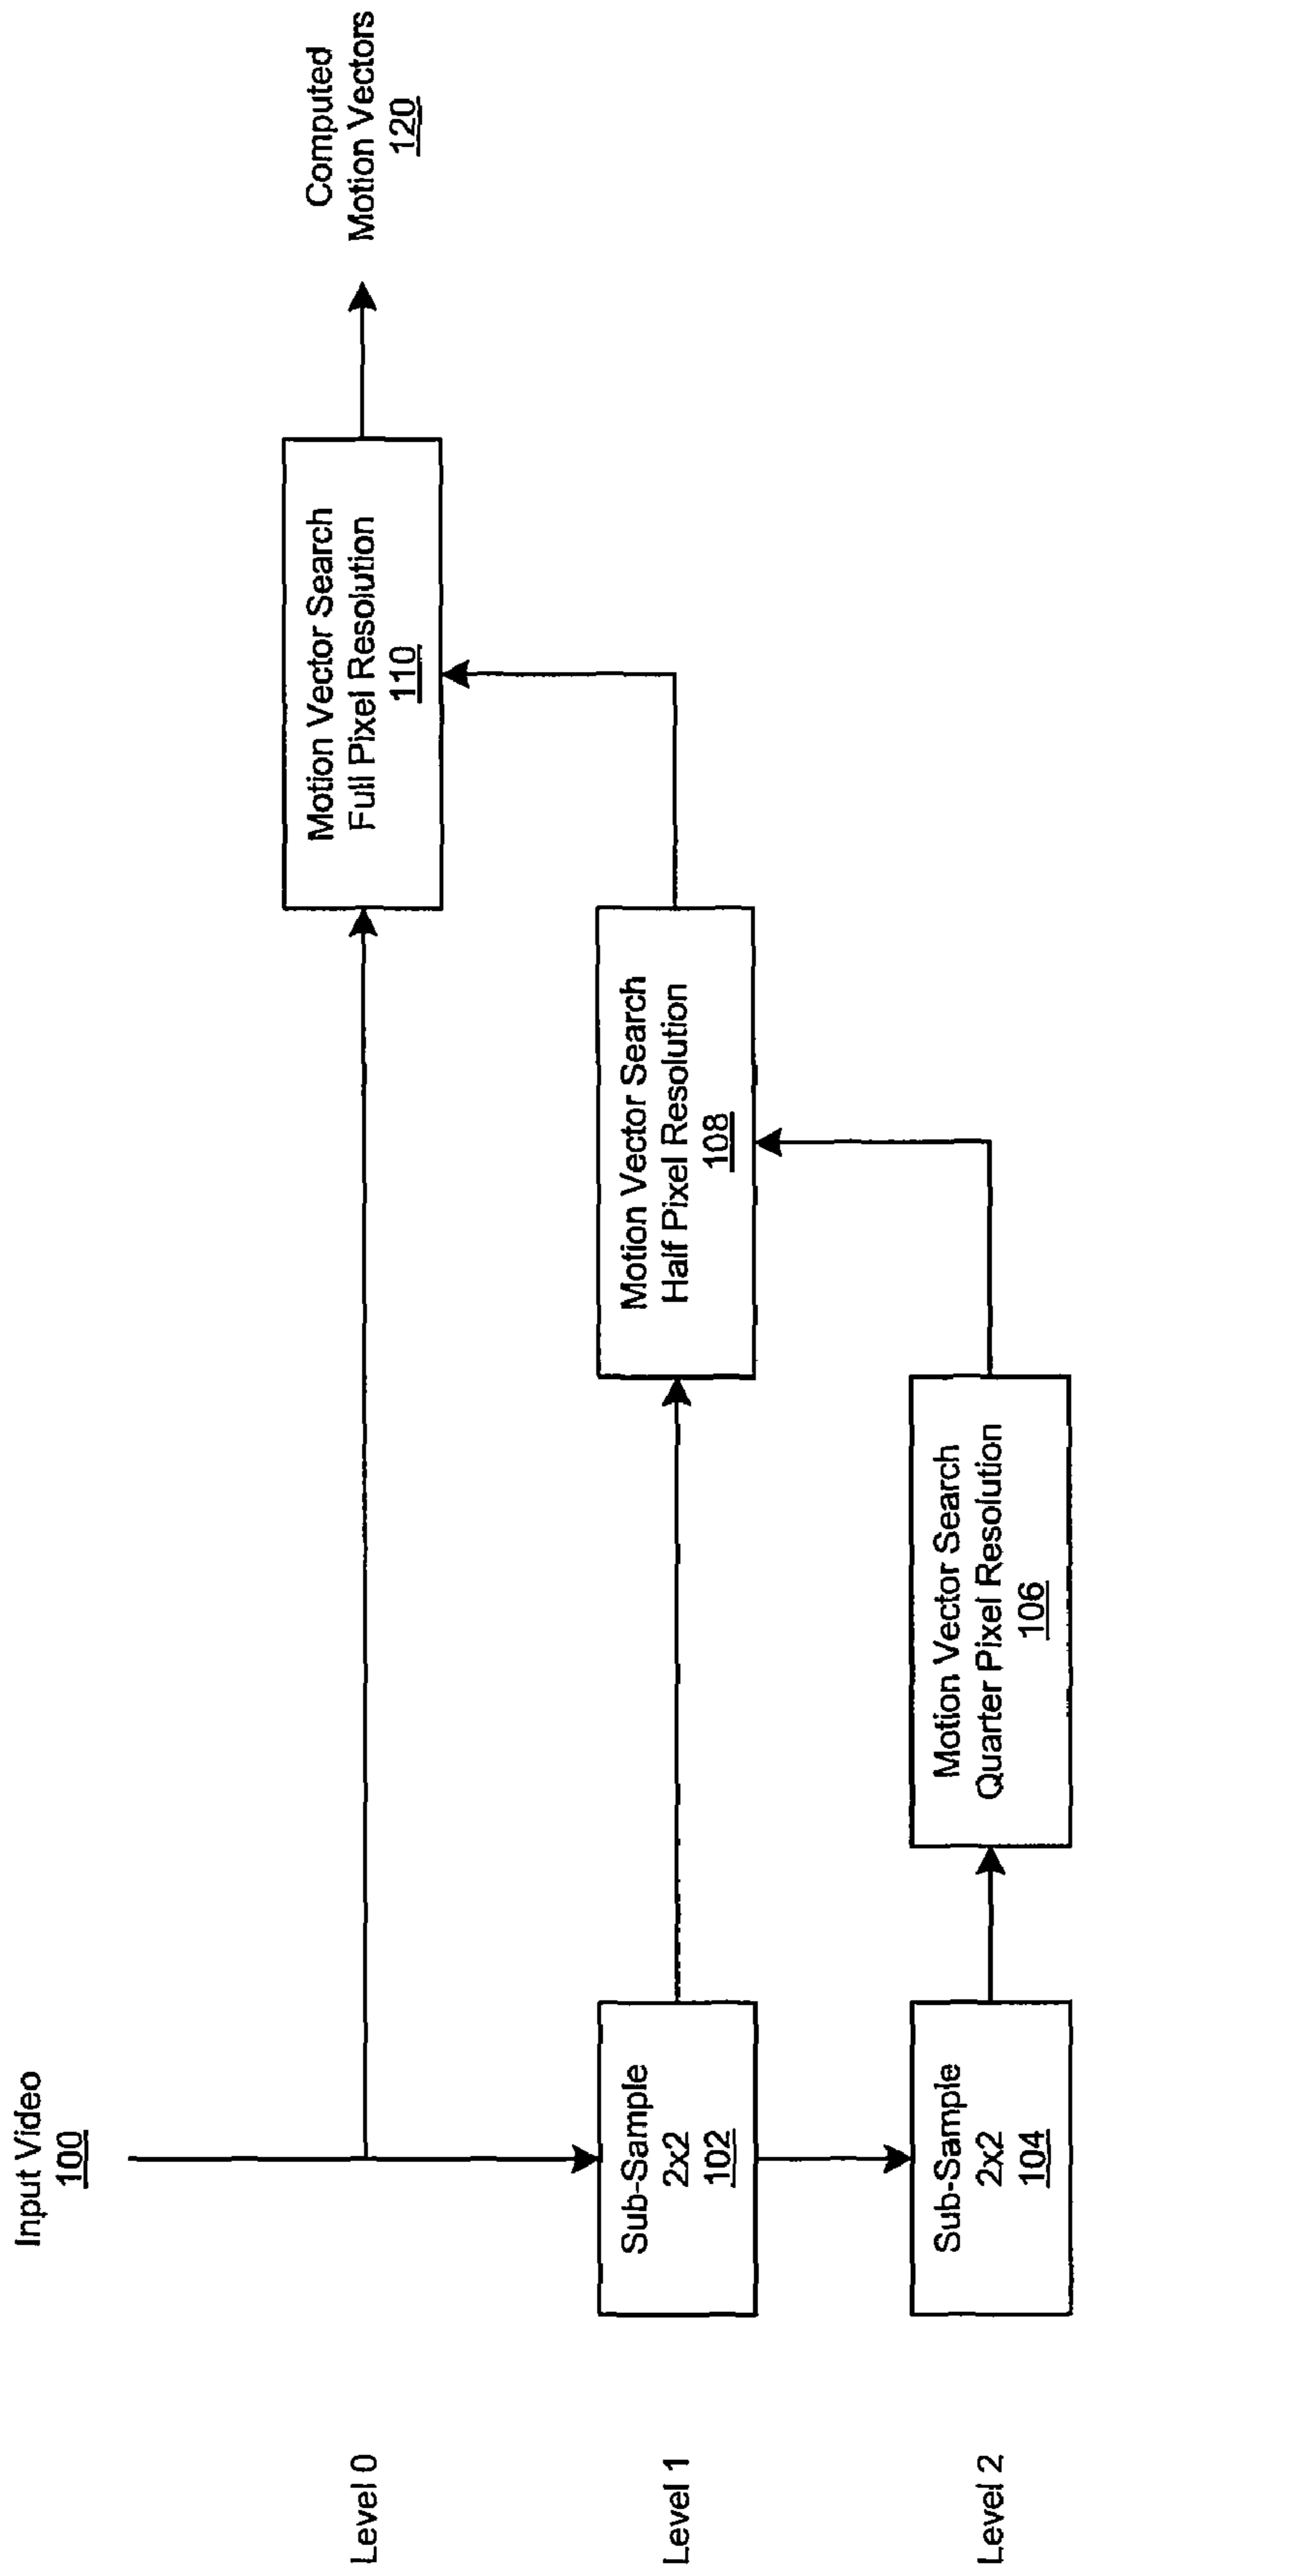 Input Video
100
Level 0
Motion Vector Search
Full Pixel Resolution
110
Computed
Motion Vectors
120
Level 1
Sub-Sample
2x2
102
Motion Vector Search
Half Pixel Resolution
108
Level 2
Sub-Sample
2x2
104
Motion Vector Search
Quarter Pixel Resolution
106